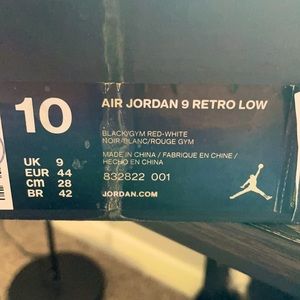 10
AIR JORDAN 9 RETRO LOW
BLACK/GYM RED-WHITE
NOIR/BLANC/ROUGE GYM
MADE IN CHINA / FABRIQUE EN CHINE /
HECHO EN CHINA
832822 001
JORDAN.COM
UK 9
EUR 44
CM 28
BR 42